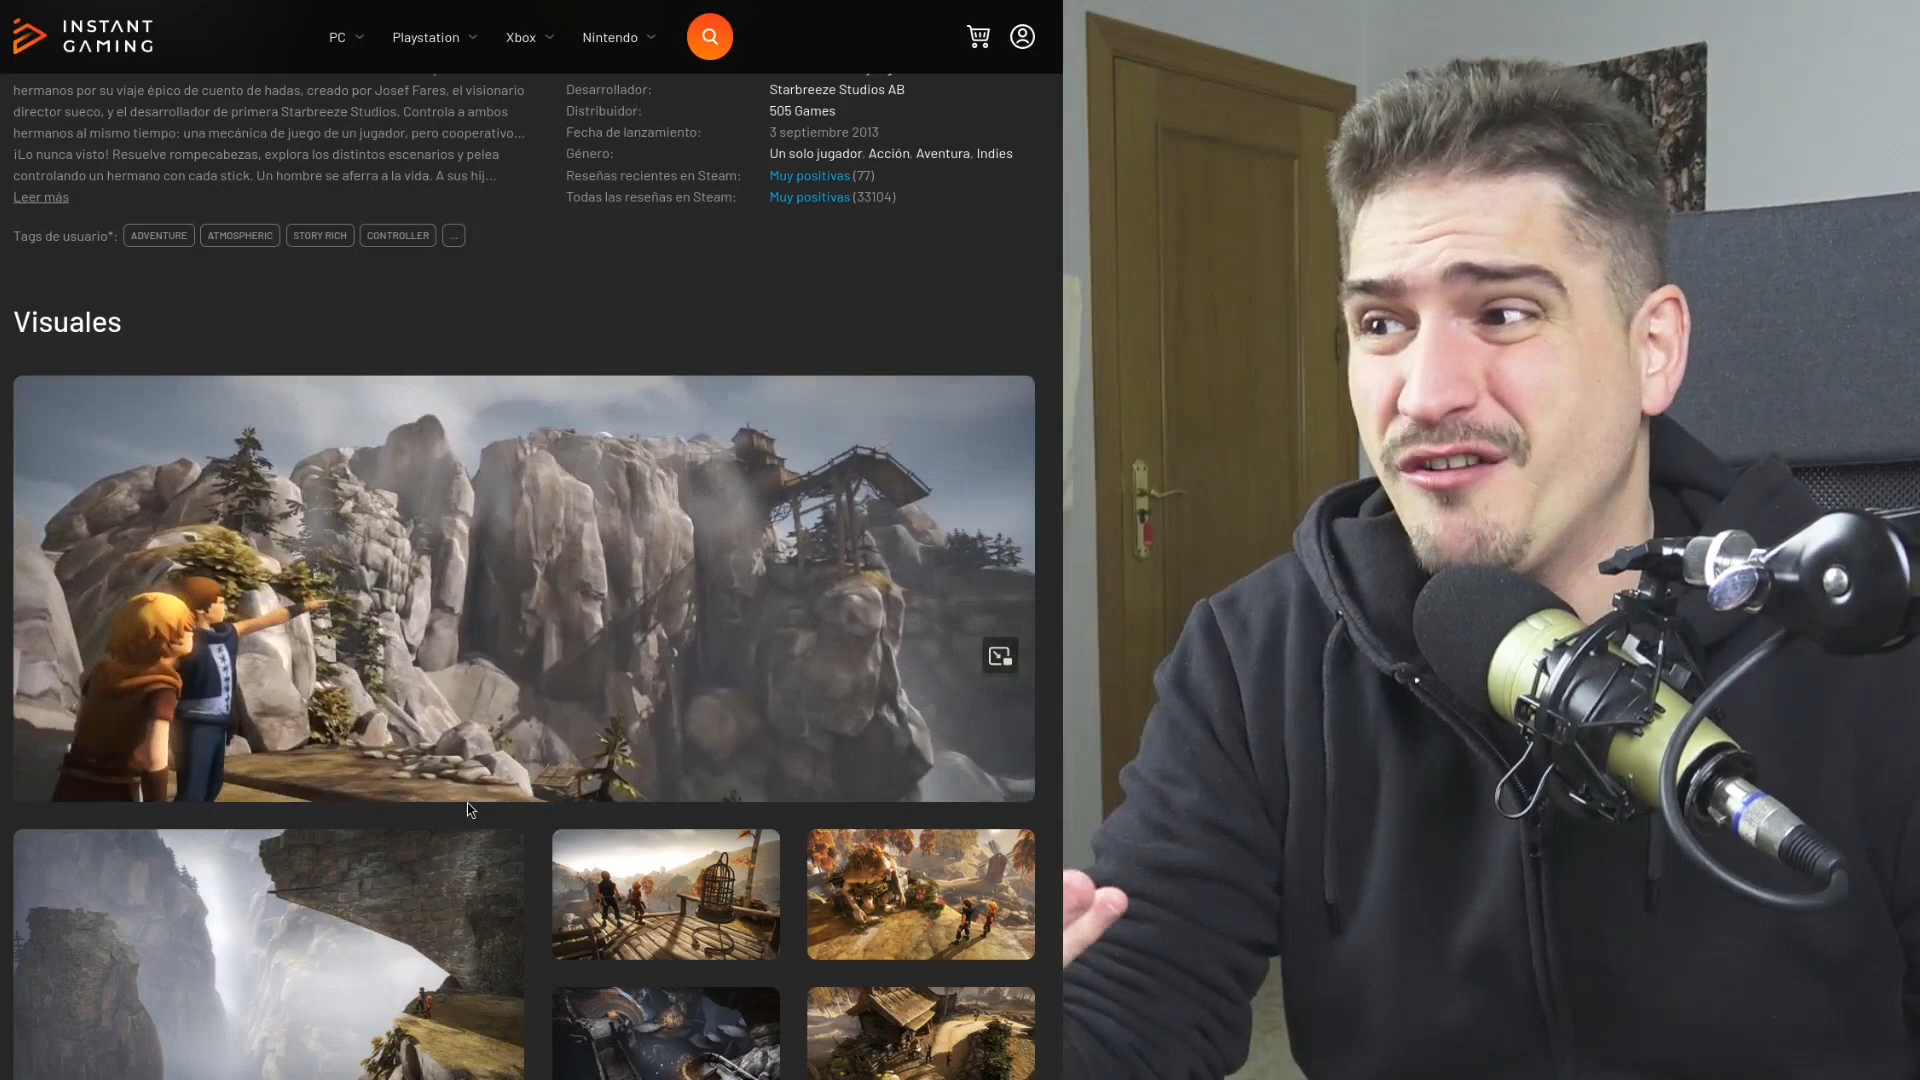 INSTANT
GAMING
PC
Playstation
Xbox
Nintendo
hermanos por su viaje épico de cuento de hadas, creado por Josef Fares, el visionario
director sueco, y el desarrollador de primera Starbreeze Studios. Controla a ambos
hermanos al mismo tiempo: una mecánica de juego de un jugador, pero cooperativo...
¡Lo nunca visto! Resuelve rompecabezas, explora los distintos escenarios y pelea
controlando un hermano con cada stick. Un hombre se aferra a la vida. A sus hij...
Leer más
Tags de usuario*: ADVENTURE ATMOSPHERIC STORY RICH CONTROLLER ...
Desarrollador: Starbreeze Studios AB
Distribuidor: 505 Games
Fecha de lanzamiento: 3 septiembre 2013
Género: Un solo jugador, Acción, Aventura, Indies
Reseñas recientes en Steam: Muy positivas (77)
Todas las reseñas en Steam: Muy positivas (33104)
Visuales